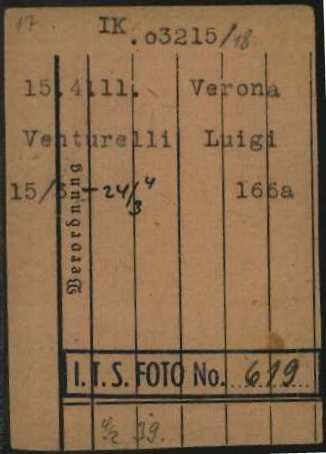 17 IK.o3215/18
15.4.11. Verona
Venturelli Luigi
15/3-24/3 4 166a
Verordnung
I.T.S. FOTO No. 619
4/2 39.